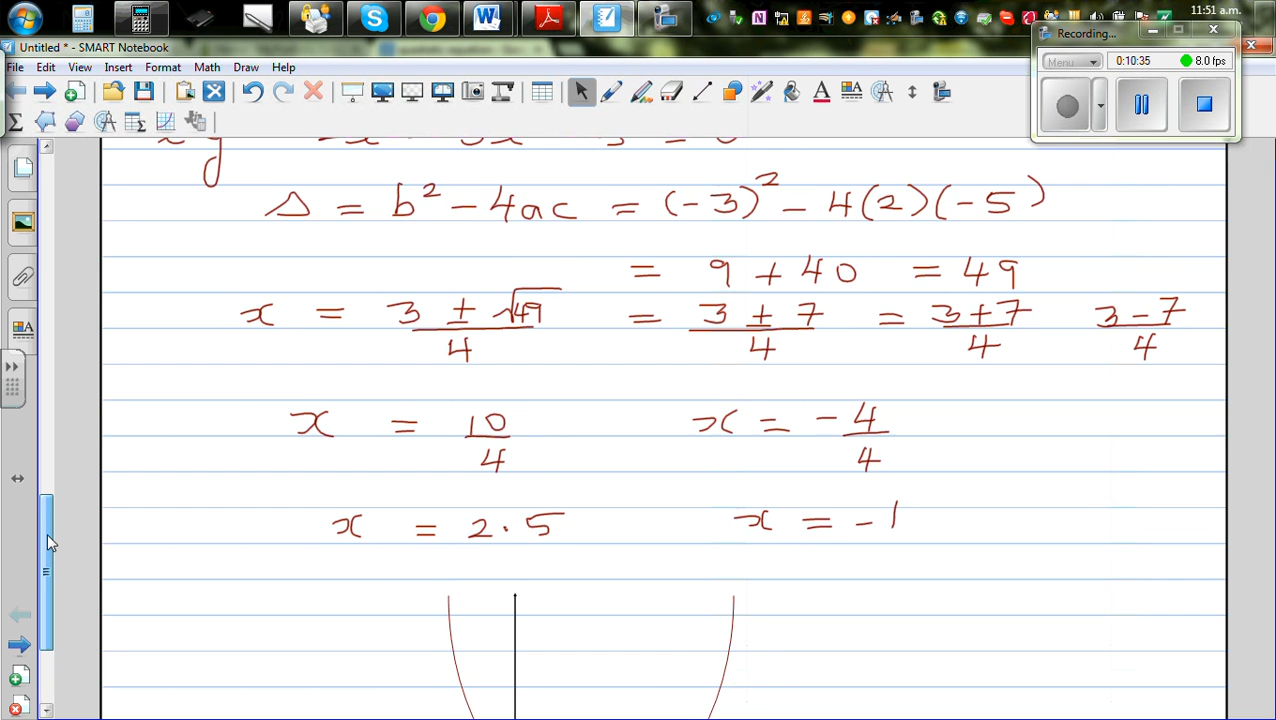 11:51 a.m.
Untitled * - SMART Notebook
Recording...
File Edit View Insert Format Math Draw Help
Menu
0:10:35
8.0 fps
Δ = b² - 4ac = (-3)² - 4(2)(-5)
= 9 + 40 = 49
x = 3 ± √49 / 4 = 3 ± 7 / 4 = 3 + 7 / 4 3 - 7 / 4
x = 10 / 4 x = - 4 / 4
x = 2.5 x = -1